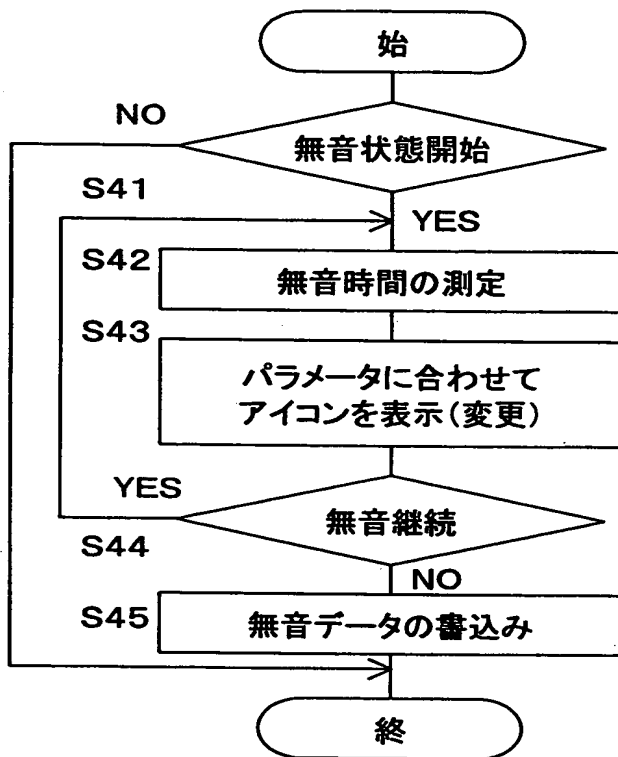 始
NO
無音状態開始
S41
YES
S42
無音時間の測定
S43
パラメータに合わせて
アイコンを表示(変更)
YES
無音継続
S44
NO
S45
無音データの書込み
終